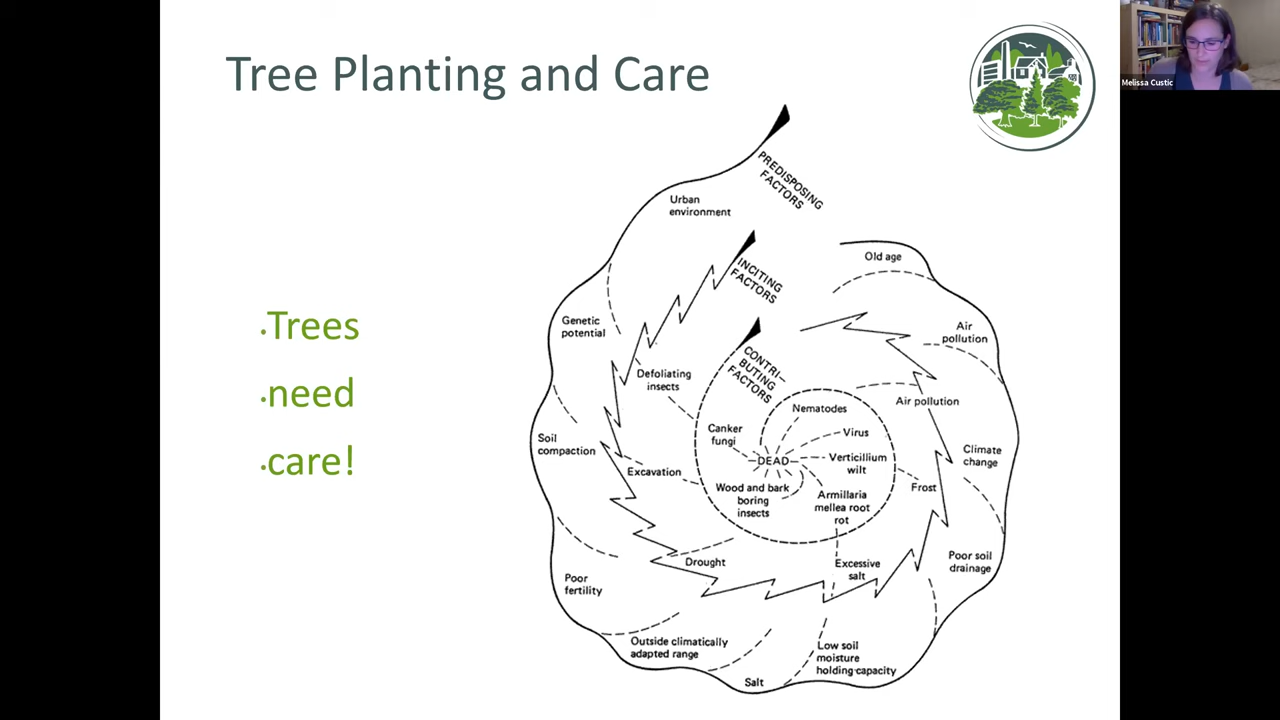 Tree Planting and Care
Melissa Custic
•Trees
•need
•care!
PREDISPOSING
FACTORS
Urban
environment
INCITING
FACTORS
Old age
Genetic
potential
Air
pollution
CONTRI–
BUTING
FACTORS
Defoliating
insects
Air pollution
Nematodes
Canker
fungi
Virus
Soil
compaction
Climate
change
DEAD
Verticillium
wilt
Excavation
Frost
Wood and bark
boring
insects
Armillaria
mellea root
rot
Drought
Excessive
salt
Poor soil
drainage
Poor
fertility
Outside climatically
adapted range
Low soil
moisture
holding capacity
Salt